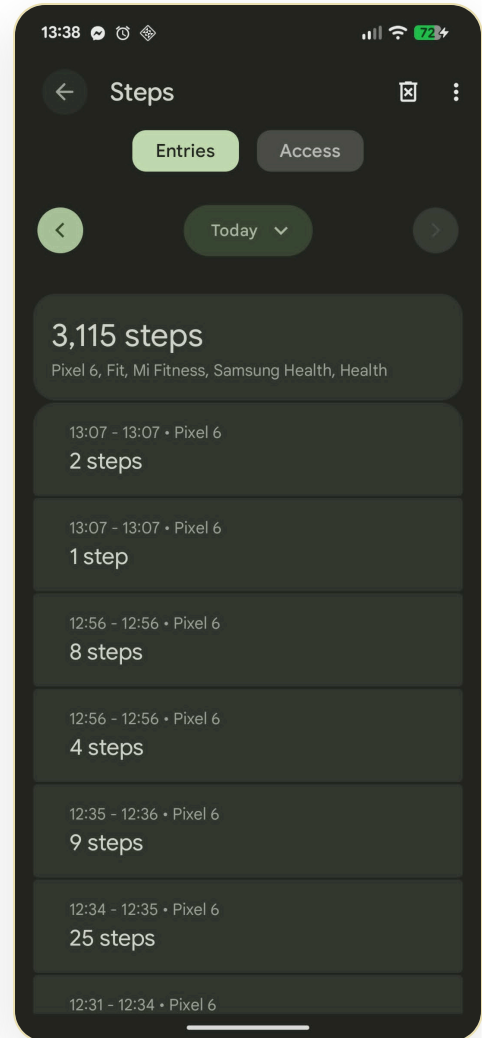 13:38
72
Steps
Entries
Access
Today
3,115 steps
Pixel 6, Fit, Mi Fitness, Samsung Health, Health
13:07 - 13:07 • Pixel 6
2 steps
13:07 - 13:07 • Pixel 6
1 step
12:56 - 12:56 • Pixel 6
8 steps
12:56 - 12:56 • Pixel 6
4 steps
12:35 - 12:36 • Pixel 6
9 steps
12:34 - 12:35 • Pixel 6
25 steps
12:31 - 12:34 • Pixel 6